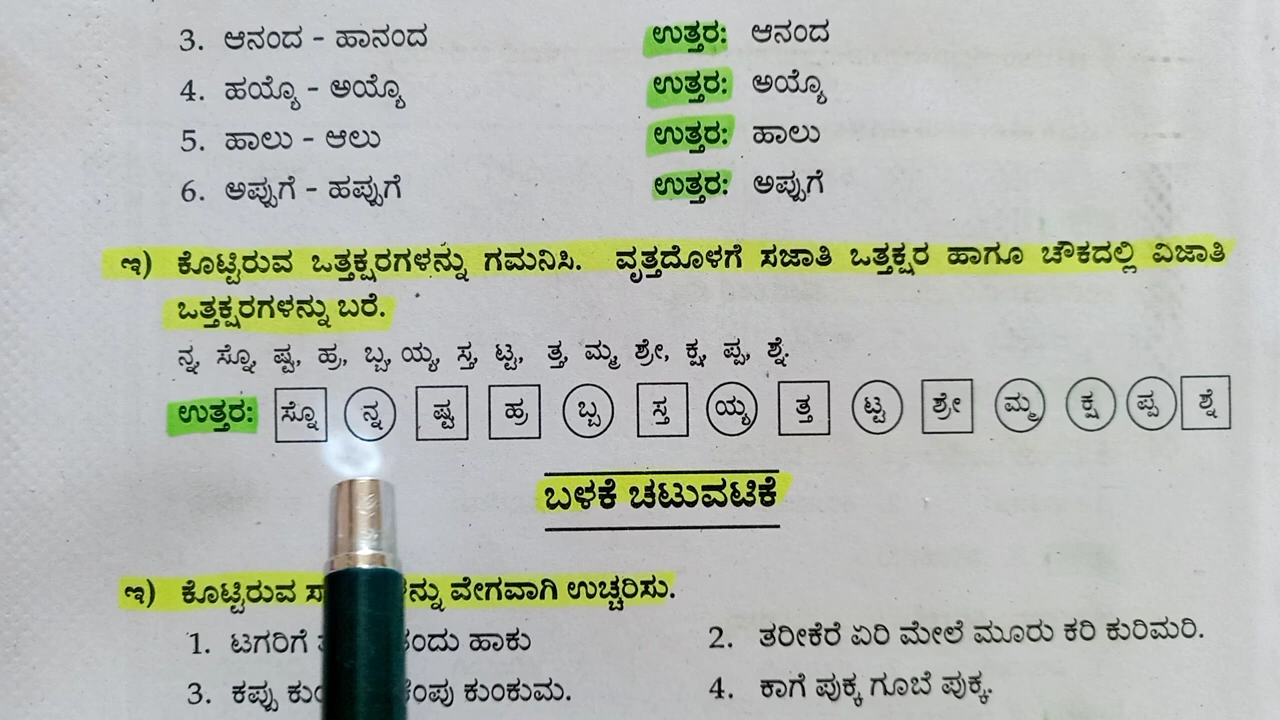 3. ಆನಂದ - ಹಾನಂದ ಉತ್ತರ: ಆನಂದ
4. ಹಯ್ಯೊ - ಅಯ್ಯೊ ಉತ್ತರ: ಅಯ್ಯೊ
5. ಹಾಲು - ಆಲು ಉತ್ತರ: ಹಾಲು
6. ಅಪ್ಪುಗೆ - ಹಪ್ಪುಗೆ ಉತ್ತರ: ಅಪ್ಪುಗೆ
ಇ) ಕೊಟ್ಟಿರುವ ಒತ್ತಕ್ಷರಗಳನ್ನು ಗಮನಿಸಿ. ವೃತ್ತದೊಳಗೆ ಸಜಾತಿ ಒತ್ತಕ್ಷರ ಹಾಗೂ ಚೌಕದಲ್ಲಿ ವಿಜಾತಿ
ಒತ್ತಕ್ಷರಗಳನ್ನು ಬರೆ.
ನ್ನ, ಸ್ನೊ, ಷ್ಟ, ಹ್ರ, ಬ್ಬ, ಯ್ಯ, ಸ್ತ, ಟ್ಟ, ತ್ತ, ಮ್ಮ, ಶ್ರೇ, ಕ್ಷ, ಪ್ಪ, ಶ್ನೆ.
ಉತ್ತರ: ಸ್ನೊ ನ್ನ ಷ್ಟ ಹ್ರ ಬ್ಬ ಸ್ತ ಯ್ಯ ತ್ತ ಟ್ಟ ಶ್ರೇ ಮ್ಮ ಕ್ಷ ಪ್ಪ ಶ್ನೆ
ಬಳಕೆ ಚಟುವಟಿಕೆ
ಇ) ಕೊಟ್ಟಿರುವ ವೇಗವಾಗಿ ಉಚ್ಚರಿಸು.
1. ಟಗರಿಗೆ ಹಾಕು 2. ತರೀಕೆರೆ ಏರಿ ಮೇಲೆ ಮೂರು ಕರಿ ಕುರಿಮರಿ.
3. ಕಪ್ಪು ಕುಂಕುಮ. 4. ಕಾಗೆ ಪುಕ್ಕ ಗೂಬೆ ಪುಕ್ಕ.